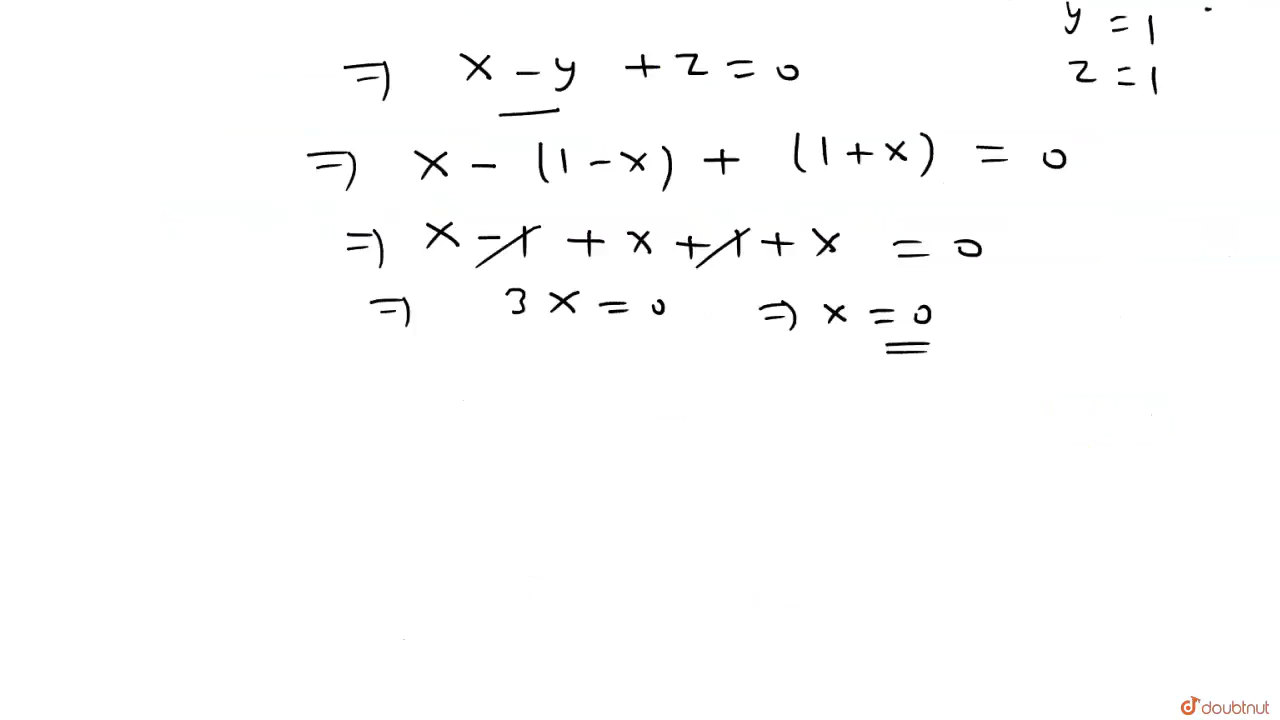 y = 1
⇒ x - y + z = 0
z = 1
⇒ x - (1 - x) + (1 + x) = 0
⇒ x - 1 + x + 1 + x = 0
⇒ 3x = 0 ⇒ x = 0
doubtnut